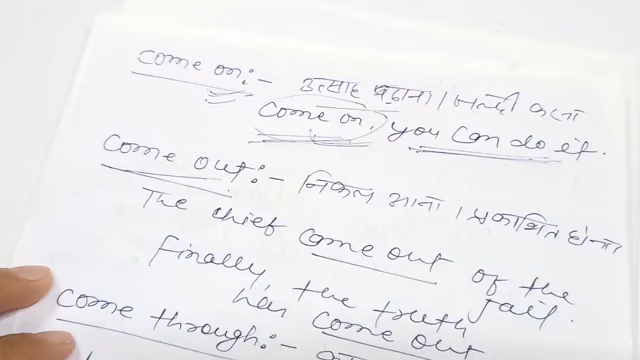 Come on:- उत्साह बढ़ाना / जल्दी करना
Come on, you can do it.
Come out:- निकल आना / प्रकाशित होना
The chief come out of the jail.
Finally, the truth
has come out
Come through:-